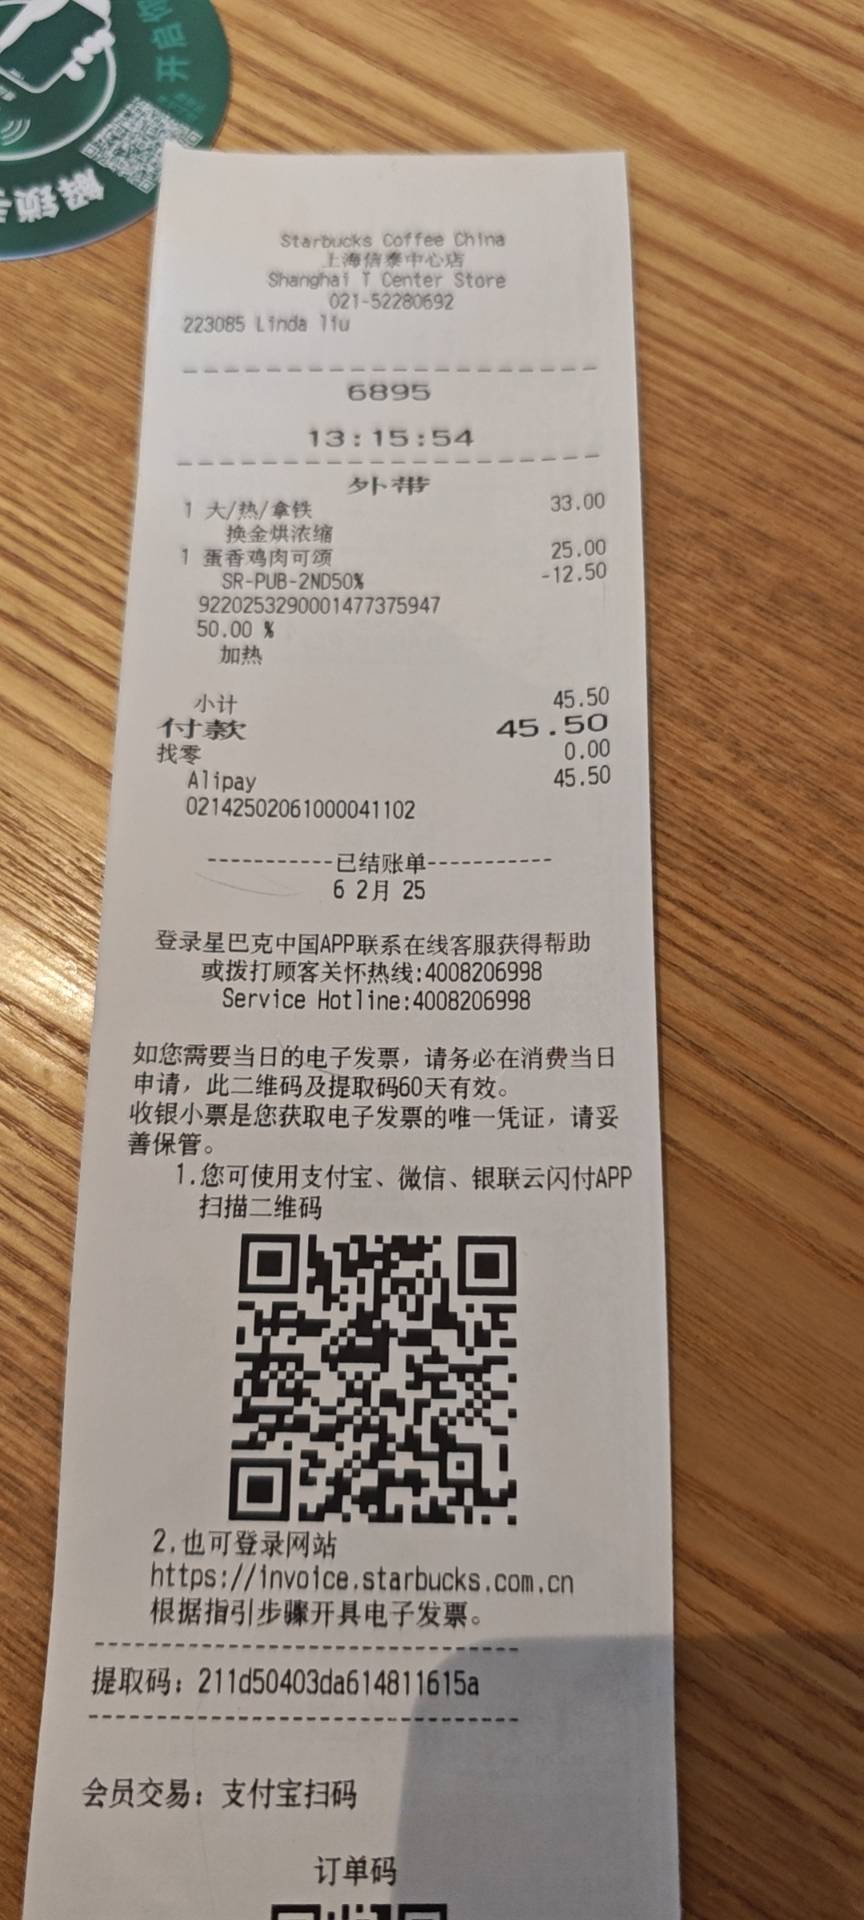 开启
解锁
Starbucks Coffee China
上海信泰中心店
Shanghai T Center Store
021-52280692
223085 Linda liu
6895
13:15:54
外带
1 大/热/拿铁 33.00
换金烘浓缩
1 蛋香鸡肉可颂 25.00
SR-PUB-2ND50% -12.50
9220253290001477375947
50.00 %
加热
小计 45.50
付款 45.50
找零 0.00
Alipay 45.50
02142502061000041102
-----------已结账单-----------
6 2月 25
登录星巴克中国APP联系在线客服获得帮助
或拨打顾客关怀热线:4008206998
Service Hotline:4008206998
如您需要当日的电子发票，请务必在消费当日
申请，此二维码及提取码60天有效。
收银小票是您获取电子发票的唯一凭证，请妥
善保管。
1.您可使用支付宝、微信、银联云闪付APP
扫描二维码
2.也可登录网站
https://invoice.starbucks.com.cn
根据指引步骤开具电子发票。
提取码：211d50403da614811615a
会员交易：支付宝扫码
订单码